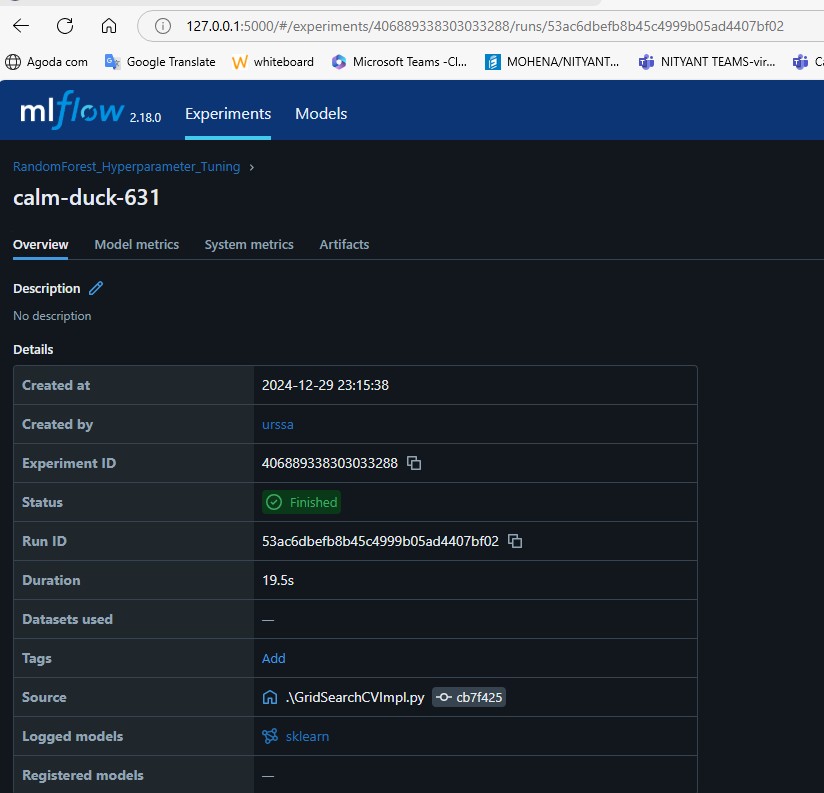 127.0.0.1:5000/#/experiments/406889338303033288/runs/53ac6dbefb8b45c4999b05ad4407bf02
Agoda com Google Translate whiteboard Microsoft Teams -Cl... MOHENA/NITYANT... NITYANT TEAMS-vir...
mlflow 2.18.0 Experiments Models
RandomForest_Hyperparameter_Tuning
calm-duck-631
Overview Model metrics System metrics Artifacts
Description
No description
Details
Created at 2024-12-29 23:15:38
Created by urssa
Experiment ID 406889338303033288
Status Finished
Run ID 53ac6dbefb8b45c4999b05ad4407bf02
Duration 19.5s
Datasets used —
Tags Add
Source .\GridSearchCVImpl.py cb7f425
Logged models sklearn
Registered models —